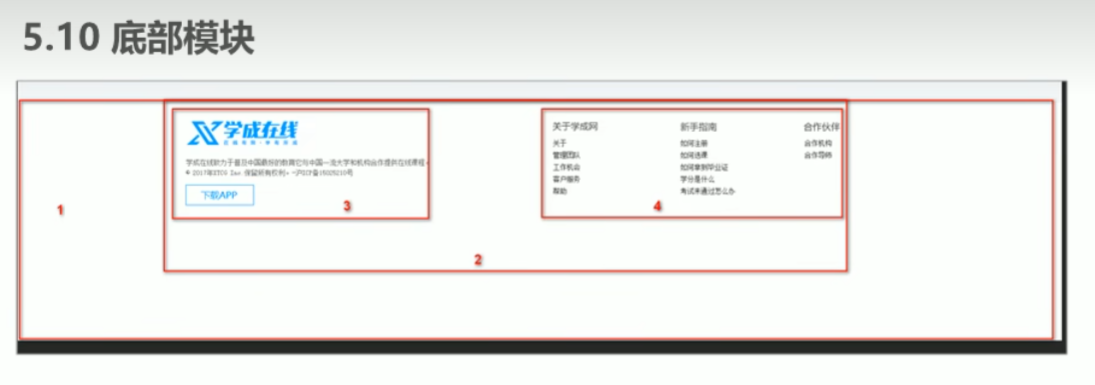 5.10 底部模块
学成在线
学成在线致力于普及中国最好的教育它与中国一流大学和机构合作提供在线课程。
© 2017年XTCG Inc.保留所有权利。-沪ICP备15025210号
下载APP
关于学成网
关于
管理团队
工作机会
客户服务
帮助
新手指南
如何注册
如何选课
如何拿到毕业证
学分是什么
考试未通过怎么办
合作伙伴
合作机构
合作导师
1
2
3
4